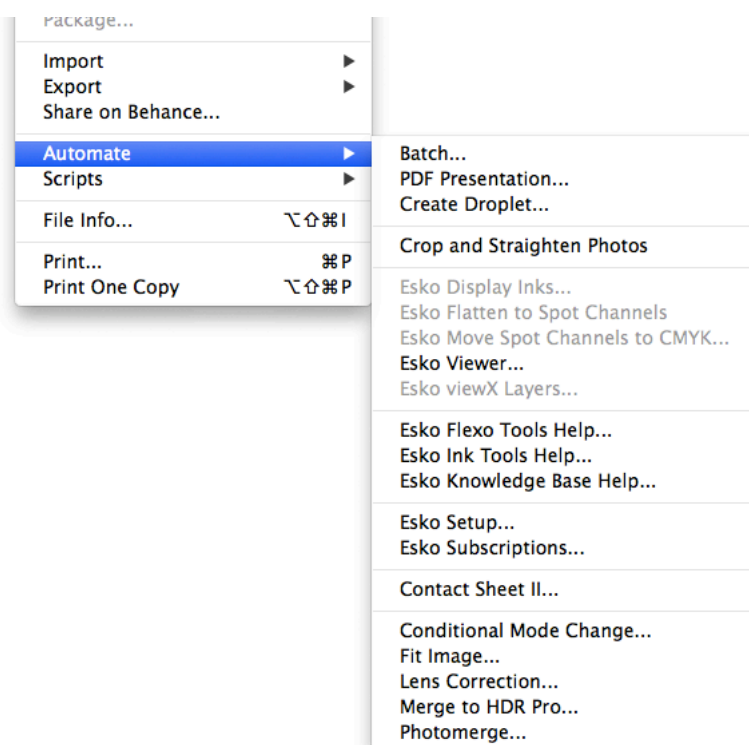 Package...
Import
Export
Share on Behance...
Automate
Scripts
File Info... ⌥⇧⌘I
Print... ⌘P
Print One Copy ⌥⇧⌘P
Batch...
PDF Presentation...
Create Droplet...
Crop and Straighten Photos
Esko Display Inks...
Esko Flatten to Spot Channels
Esko Move Spot Channels to CMYK...
Esko Viewer...
Esko viewX Layers...
Esko Flexo Tools Help...
Esko Ink Tools Help...
Esko Knowledge Base Help...
Esko Setup...
Esko Subscriptions...
Contact Sheet II...
Conditional Mode Change...
Fit Image...
Lens Correction...
Merge to HDR Pro...
Photomerge...